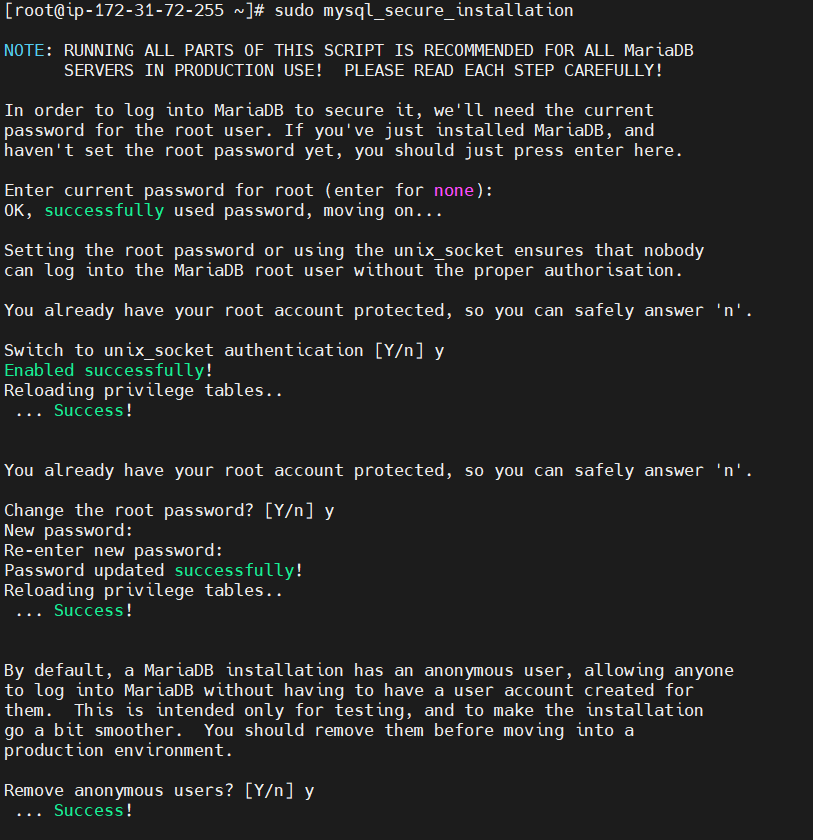 [root@ip-172-31-72-255 ~]# sudo mysql_secure_installation
NOTE: RUNNING ALL PARTS OF THIS SCRIPT IS RECOMMENDED FOR ALL MariaDB
      SERVERS IN PRODUCTION USE!  PLEASE READ EACH STEP CAREFULLY!
In order to log into MariaDB to secure it, we'll need the current
password for the root user. If you've just installed MariaDB, and
haven't set the root password yet, you should just press enter here.
Enter current password for root (enter for none):
OK, successfully used password, moving on...
Setting the root password or using the unix_socket ensures that nobody
can log into the MariaDB root user without the proper authorisation.
You already have your root account protected, so you can safely answer 'n'.
Switch to unix_socket authentication [Y/n] y
Enabled successfully!
Reloading privilege tables..
 ... Success!
You already have your root account protected, so you can safely answer 'n'.
Change the root password? [Y/n] y
New password:
Re-enter new password:
Password updated successfully!
Reloading privilege tables..
 ... Success!
By default, a MariaDB installation has an anonymous user, allowing anyone
to log into MariaDB without having to have a user account created for
them.  This is intended only for testing, and to make the installation
go a bit smoother.  You should remove them before moving into a
production environment.
Remove anonymous users? [Y/n] y
 ... Success!